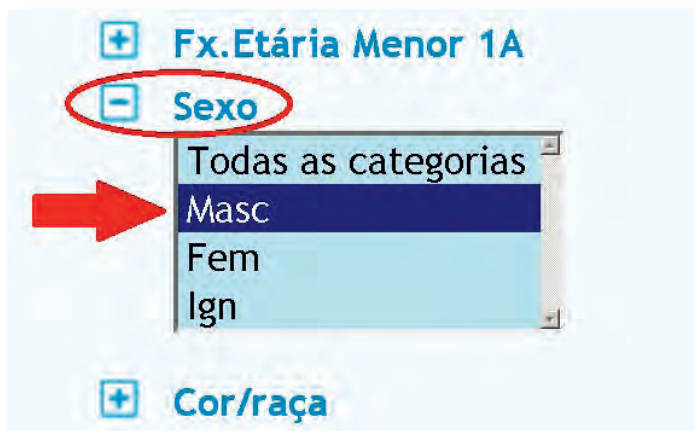 Fx.Etária Menor 1A
Sexo
Todas as categorias
Masc
Fem
Ign
Cor/raça